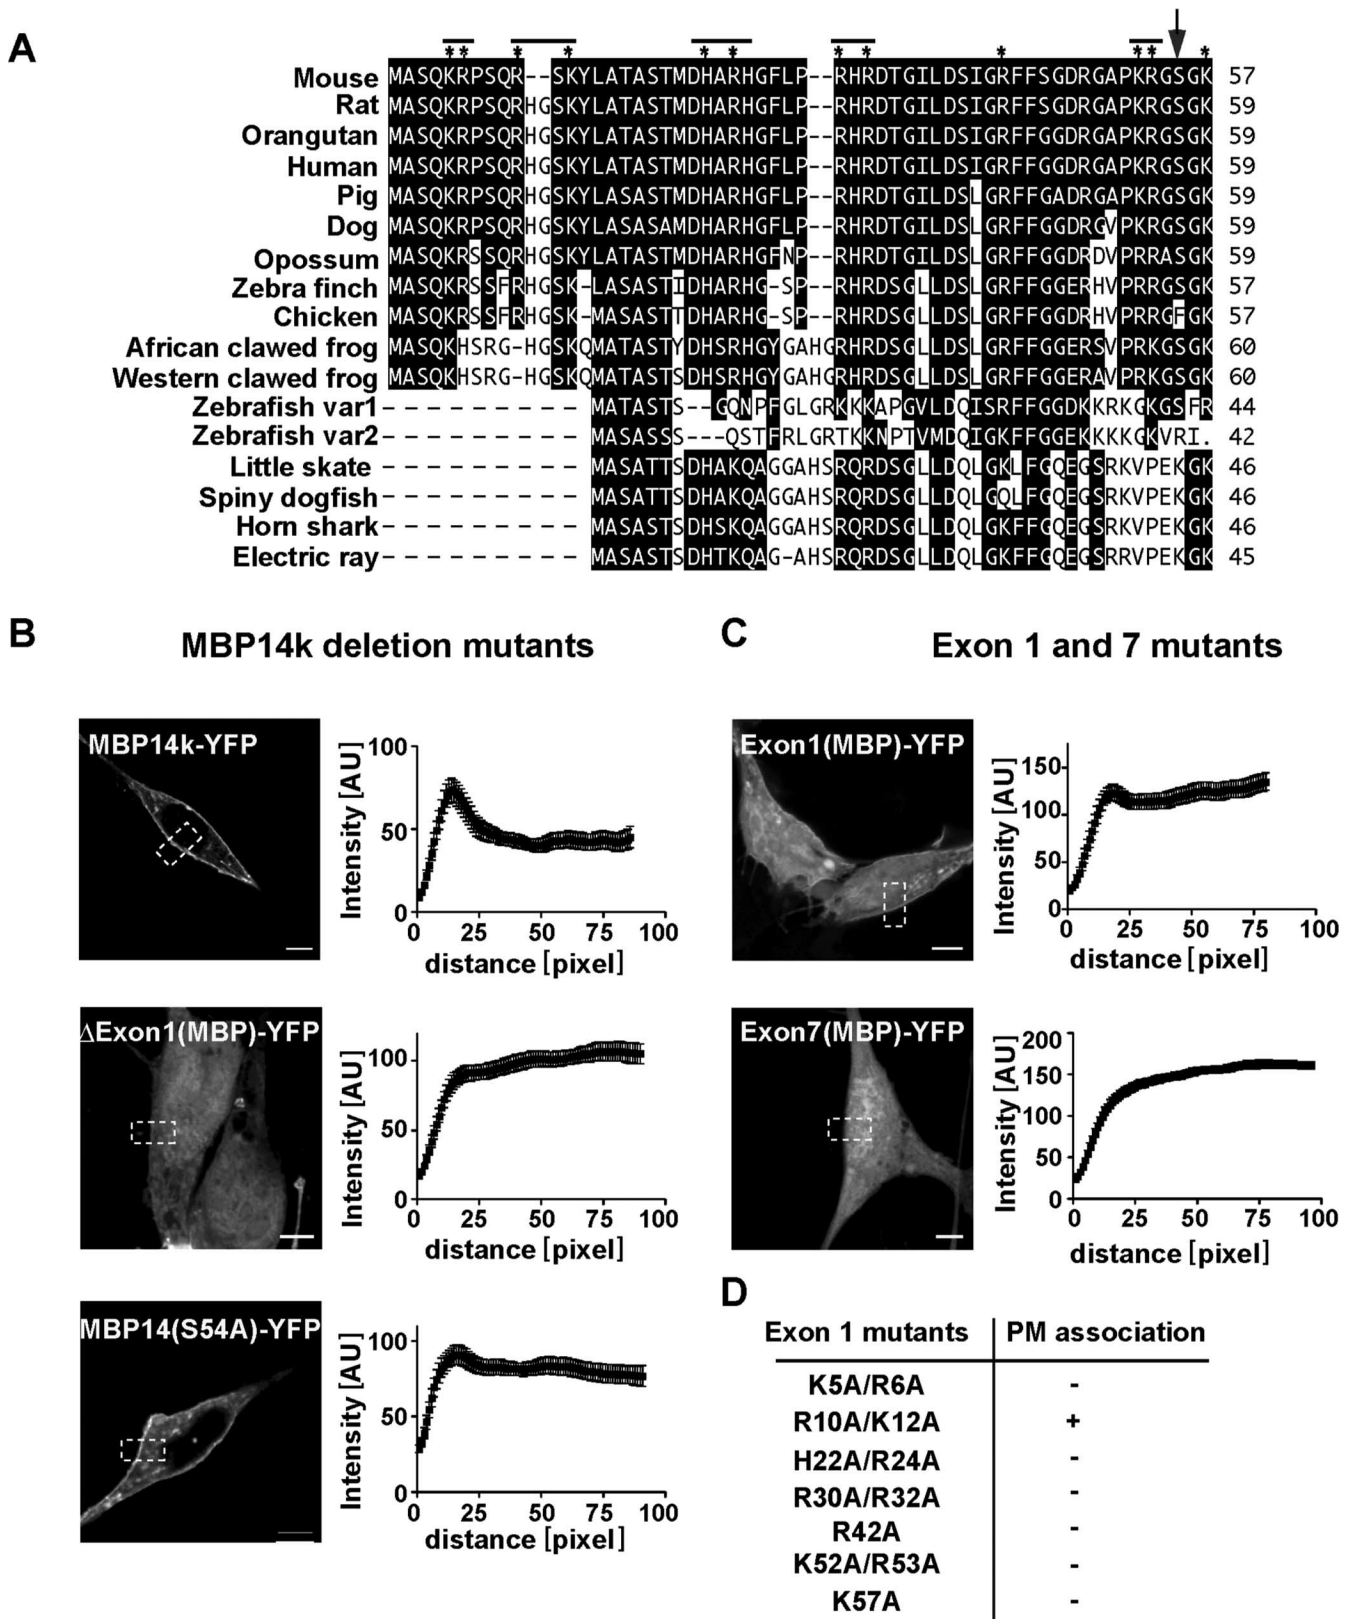 A
* * * * * * * * * * * *
Mouse MASQKRPSQR--SKYLATASTMDHARHGFLP--RHRDTGILDSIGRFFSGDRGAPKRGSGK 57
Rat MASQKRPSQRHGSKYLATASTMDHARHGFLP--RHRDTGILDSIGRFFGGDRGAPKRGSGK 59
Orangutan MASQKRPSQRHGSKYLATASTMDHARHGFLP--RHRDTGILDSIGRFFGGDRGAPKRGSGK 59
Human MASQKRPSQRHGSKYLATASTMDHARHGFLP--RHRDTGILDSIGRFFGGDRGAPKRGSGK 59
Pig MASQKRPSQRHGSKYLASASTMDHARHGFLP--RHRDTGILDSLGRFFGADRGAPKRGSGK 59
Dog MASQKRPSQRHGSKYLASASAMDHARHGFLP--RHRDTGILDSLGRFFGGDRGVPKRGSGK 59
Opossum MASQKRSSQRHGSKYLATASTMDHARHGFNP--RHRDTGILDSLGRFFGGDRDVPRRASGK 59
Zebra finch MASQKRSSFRHGSK-LASASTIDHARHG-SP--RHRDSGLLDSLGRFFGGERHVPRRGSGK 57
Chicken MASQKRSSFRHGSK-MASASTTDHARHG-SP--RHRDSGLLDSLGRFFGGDRHVPRRGFGK 57
African clawed frog MASQKHSRG-HGSKQMATASTYDHSRHGYGAHGRHRDSGLLDSLGRFFGGERSVPRKGSGK 60
Western clawed frog MASQKHSRG-HGSKQMATASTSDHSRHGYGAHGRHRDSGLLDSLGRFFGGERAVPRKGSGK 60
Zebrafish var1 - - - - - - - - - - - MATASTS--GQNPFGLGRKKKAPGVLDQISRFFGGDKKRKGKGSFR 44
Zebrafish var2 - - - - - - - - - - - MASASSS---QSTFRLGRTKKNPTVMDQIGKFFGGEKKKKGKVRI. 42
Little skate - - - - - - - - - - - MASATTSDHAKQAGGAHSRQRDSGLLDQLGKLFGQEGSRKVPEKGK 46
Spiny dogfish - - - - - - - - - - - MASATTSDHAKQAGGAHSRQRDSGLLDQLGQLFGQEGSRKVPEKGK 46
Horn shark - - - - - - - - - - - MASASTSDHSKQAGGAHSRQRDSGLLDQLGKFFGQEGSRKVPEKGK 46
Electric ray - - - - - - - - - - - MASASTSDHTKQAG-AHSRQRDSGLLDQLGKFFGQEGSRRVPEKGK 45
B MBP14k deletion mutants
MBP14k-YFP
Intensity [AU]
100
50
0
0 25 50 75 100
distance [pixel]
∆Exon1(MBP)-YFP
Intensity [AU]
100
50
0
0 25 50 75 100
distance [pixel]
MBP14(S54A)-YFP
Intensity [AU]
100
50
0
0 25 50 75 100
distance [pixel]
C Exon 1 and 7 mutants
Exon1(MBP)-YFP
Intensity [AU]
150
100
50
0
0 25 50 75 100
distance [pixel]
Exon7(MBP)-YFP
Intensity [AU]
200
150
100
50
0
0 25 50 75 100
distance [pixel]
D
Exon 1 mutants PM association
K5A/R6A -
R10A/K12A +
H22A/R24A -
R30A/R32A -
R42A -
K52A/R53A -
K57A -